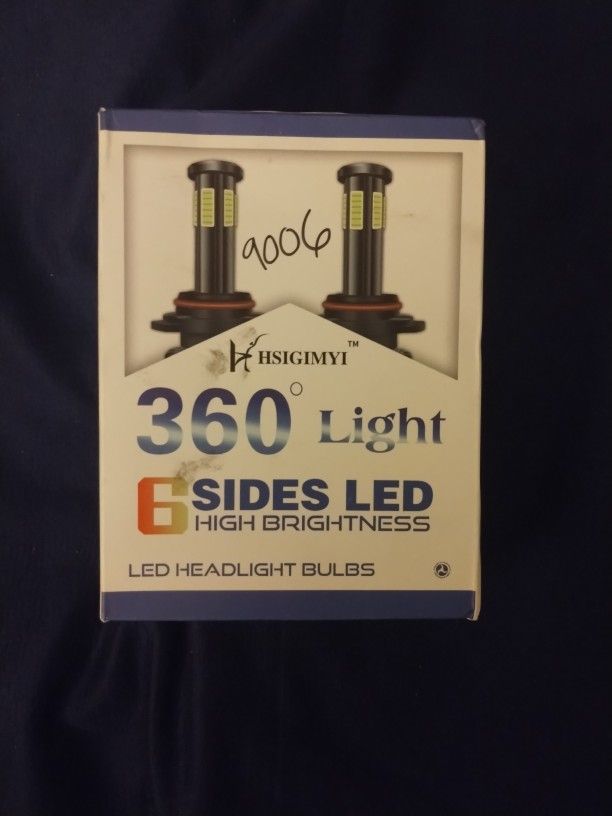 9006
HSIGIMYI™
360° Light
6 SIDES LED
HIGH BRIGHTNESS
LED HEADLIGHT BULBS